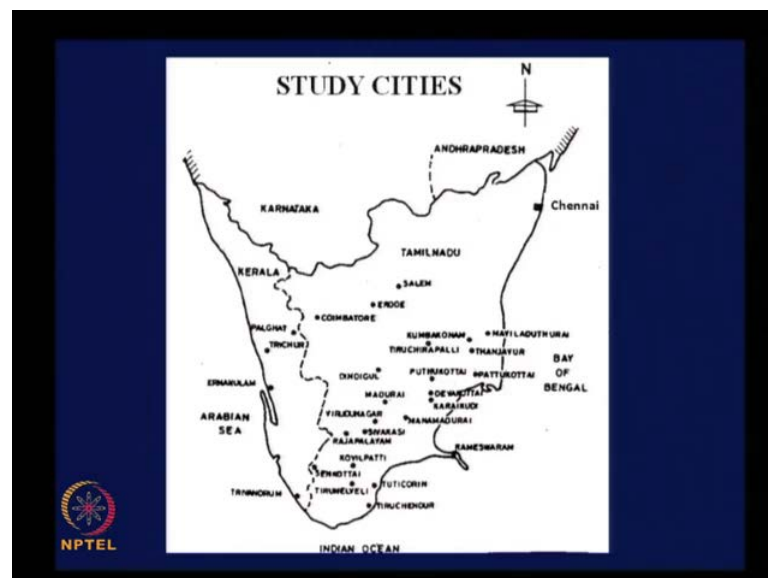 STUDY CITIES
N
ANDHRAPRADESH
KARNATAKA
Chennai
TAMILNADU
KERALA
SALEM
ERODE
COIMBATORE
PALGHAT
KUMBAKONAM
MAYILADUTHURAI
TRICHUR
TIRUCHIRAPALLI
THANJAVUR
BAY
OF
BENGAL
DINDIGUL
PUTHUKOTTAI
PATTUKOTTAI
ERNAKULAM
MADURAI
DEVAKOTTAI
KARAIKUDI
ARABIAN
SEA
VIRUDUNAGAR
MANAMADURAI
SIVAKASI
RAJAPALAYAM
RAMESWARAM
KOVILPATTI
SENKOTTAI
TRIVANDRUM
TIRUNELVELI
TUTICORIN
TIRUCHENDUR
NPTEL
INDIAN OCEAN